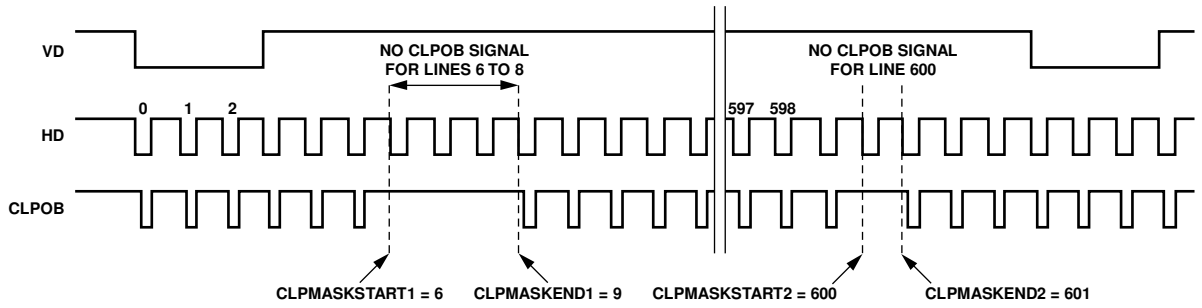 VD
NO CLPOB SIGNAL
FOR LINES 6 TO 8
NO CLPOB SIGNAL
FOR LINE 600
HD
0 1 2 597 598
CLPOB
CLPMASKSTART1 = 6 CLPMASKEND1 = 9 CLPMASKSTART2 = 600 CLPMASKEND2 = 601